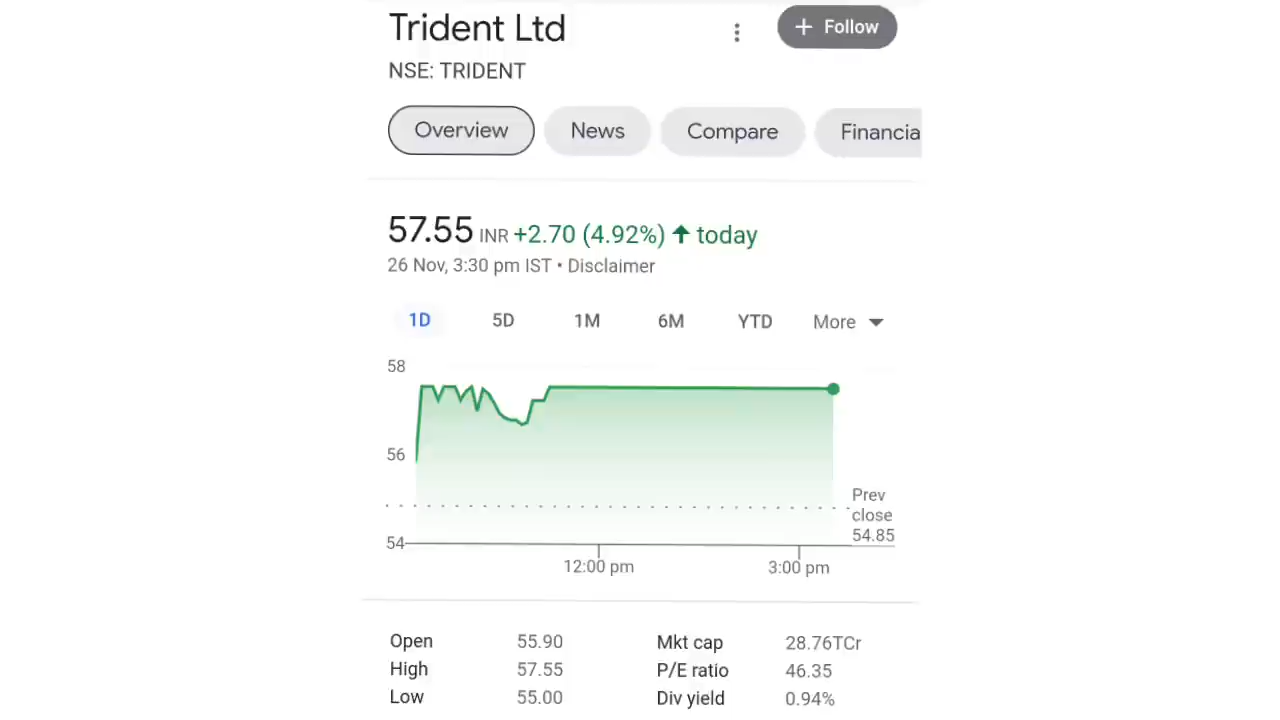 Trident Ltd
+ Follow
NSE: TRIDENT
Overview News Compare Financia
57.55 INR +2.70 (4.92%) ↑ today
26 Nov, 3:30 pm IST • Disclaimer
1D 5D 1M 6M YTD More
58
56
54
Prev
close
54.85
12:00 pm 3:00 pm
Open 55.90 Mkt cap 28.76TCr
High 57.55 P/E ratio 46.35
Low 55.00 Div yield 0.94%